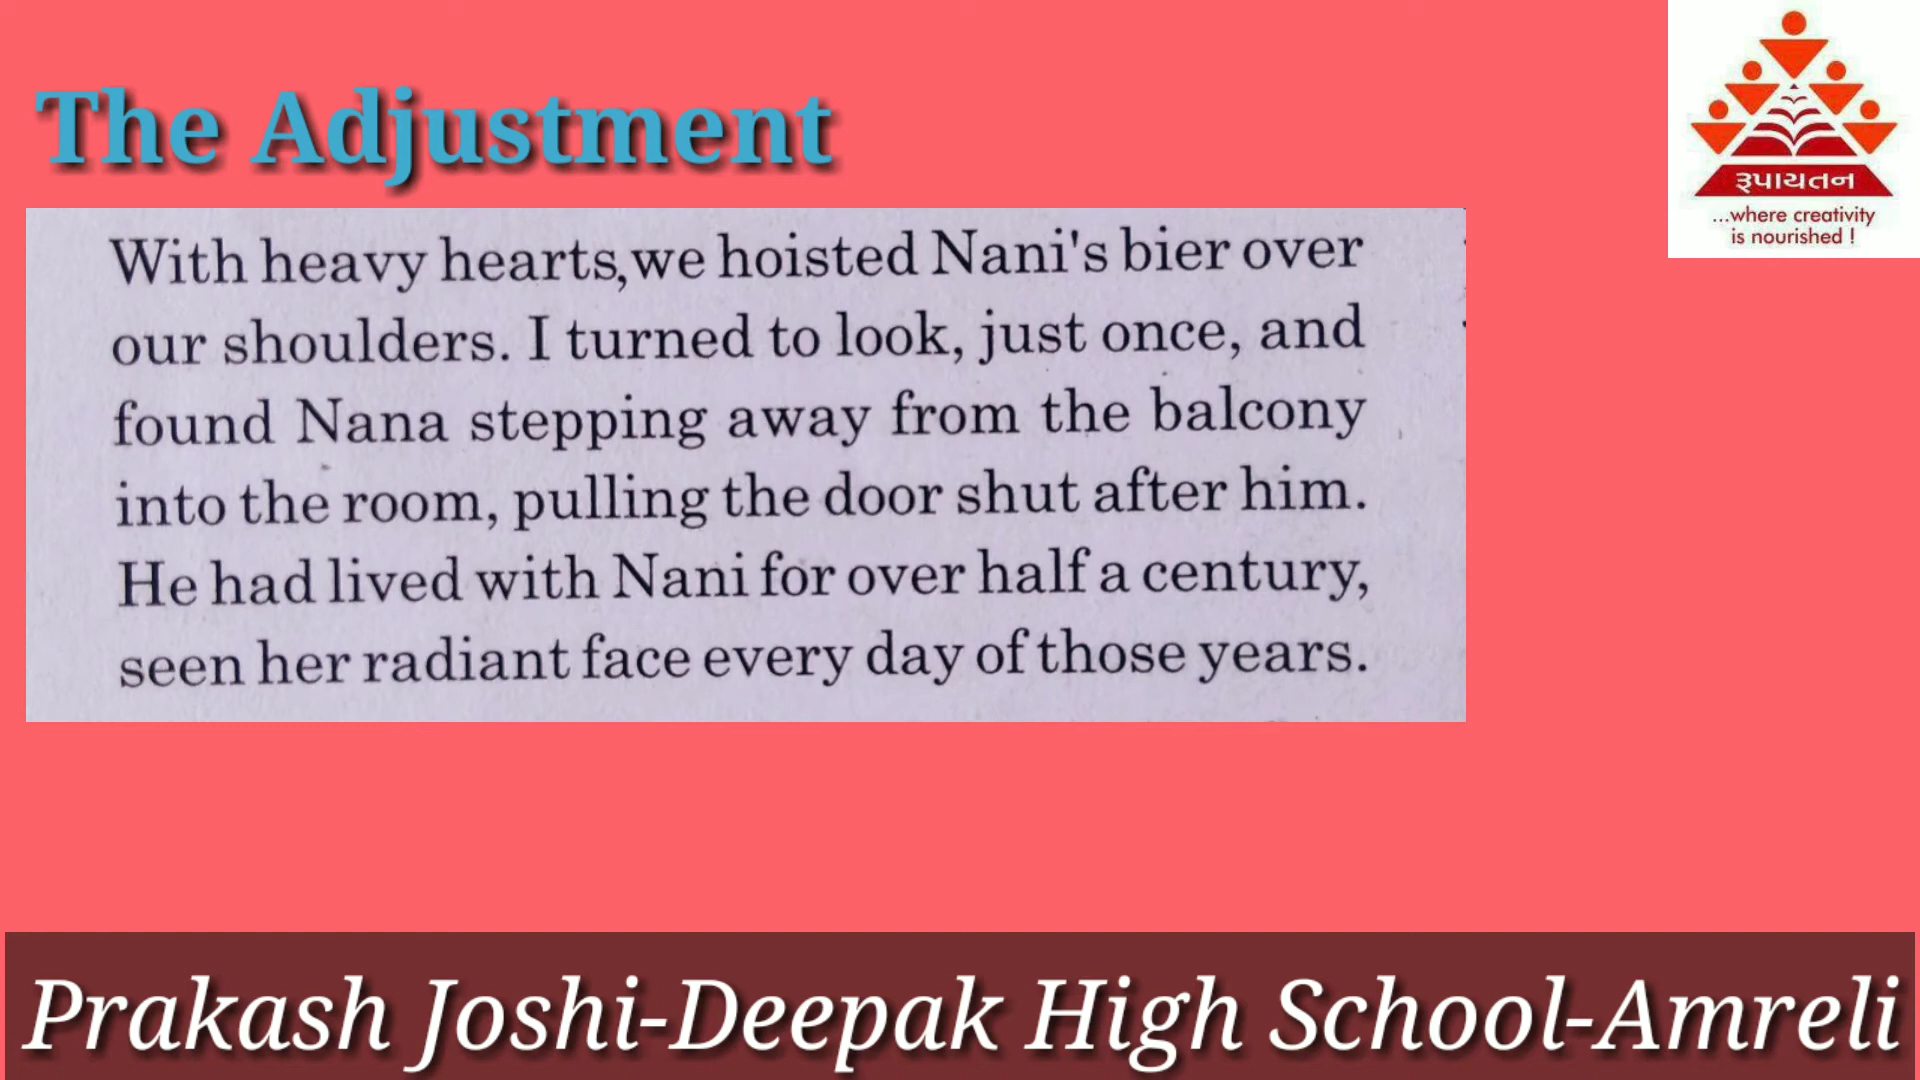 The Adjustment
રૂપાયતન
...where creativity
is nourished !
With heavy hearts,we hoisted Nani's bier over
our shoulders. I turned to look, just once, and
found Nana stepping away from the balcony
into the room, pulling the door shut after him.
He had lived with Nani for over half a century,
seen her radiant face every day of those years.
Prakash Joshi-Deepak High School-Amreli